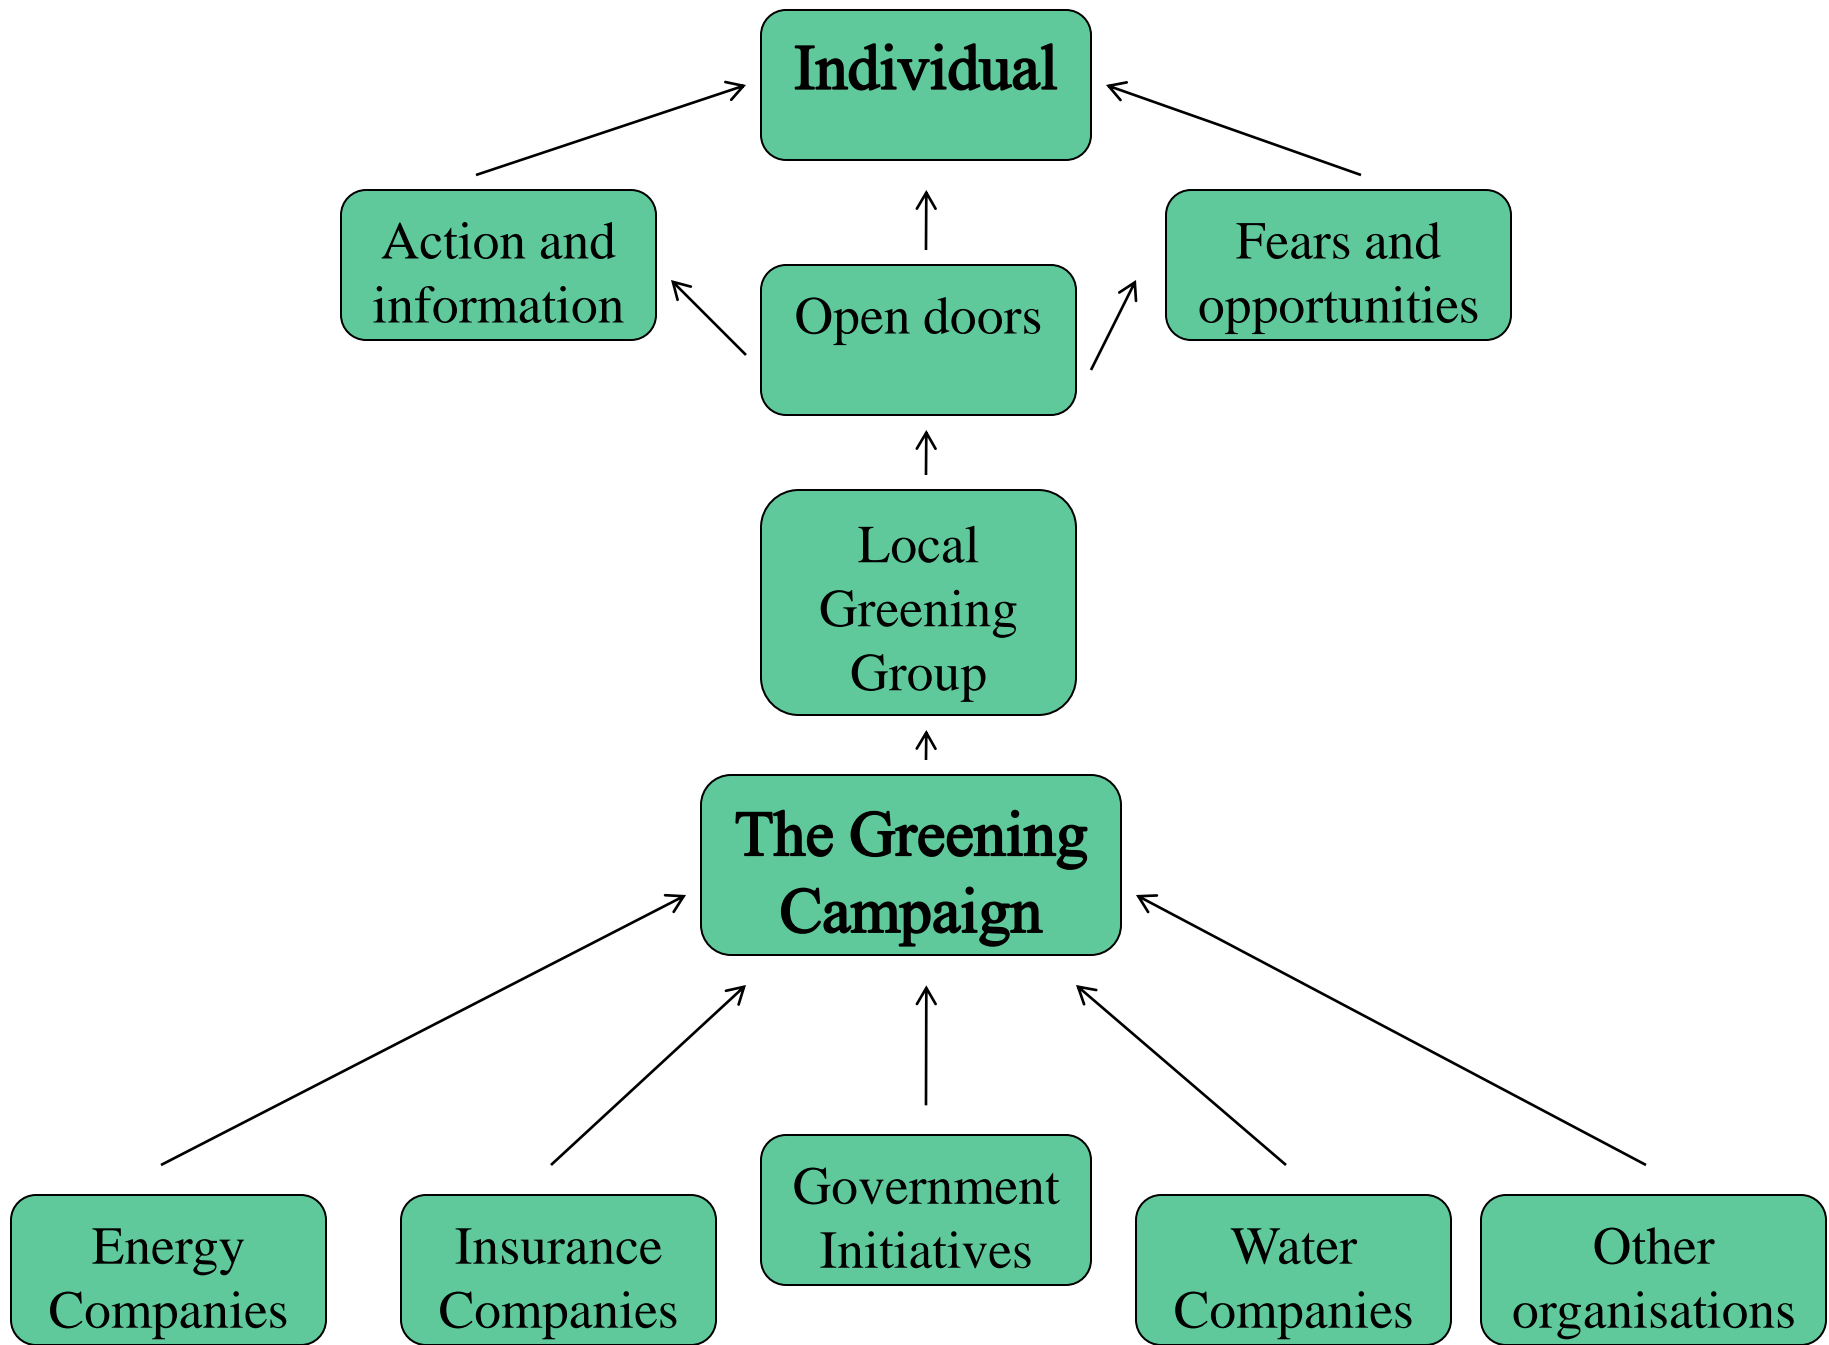 Individual
Action and
information
Fears and
opportunities
Open doors
Local
Greening
Group
The Greening
Campaign
Energy
Companies
Insurance
Companies
Government
Initiatives
Water
Companies
Other
organisations